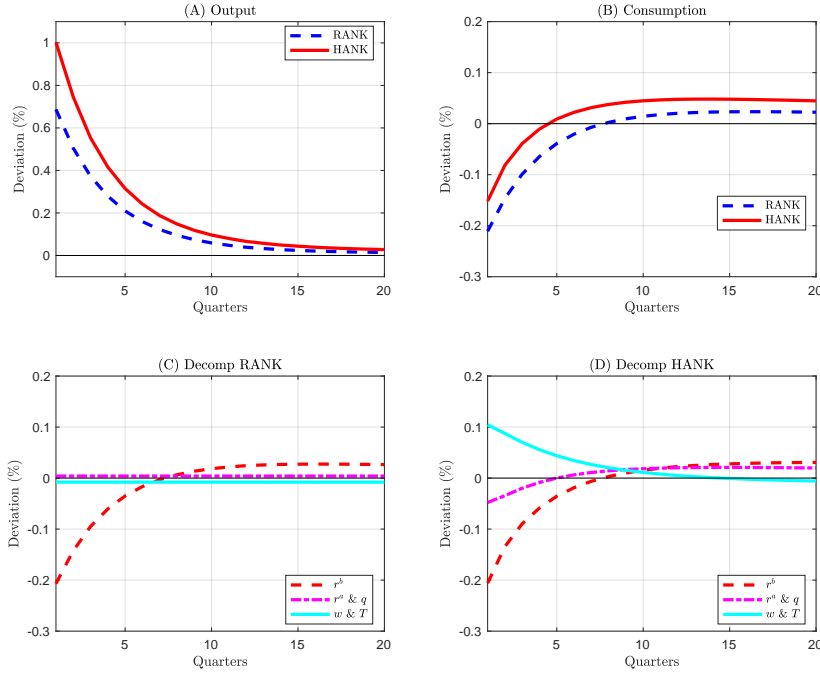 (A) Output
Deviation (%)
1
0.8
0.6
0.4
0.2
0
RANK
HANK
5
10
15
20
Quarters
(B) Consumption
Deviation (%)
0.2
0.1
0
-0.1
-0.2
-0.3
RANK
HANK
5
10
15
20
Quarters
(C) Decomp RANK
Deviation (%)
0.2
0.1
0
-0.1
-0.2
-0.3
r^b
r^a & q
w & T
5
10
15
20
Quarters
(D) Decomp HANK
Deviation (%)
0.2
0.1
0
-0.1
-0.2
-0.3
r^b
r^a & q
w & T
5
10
15
20
Quarters